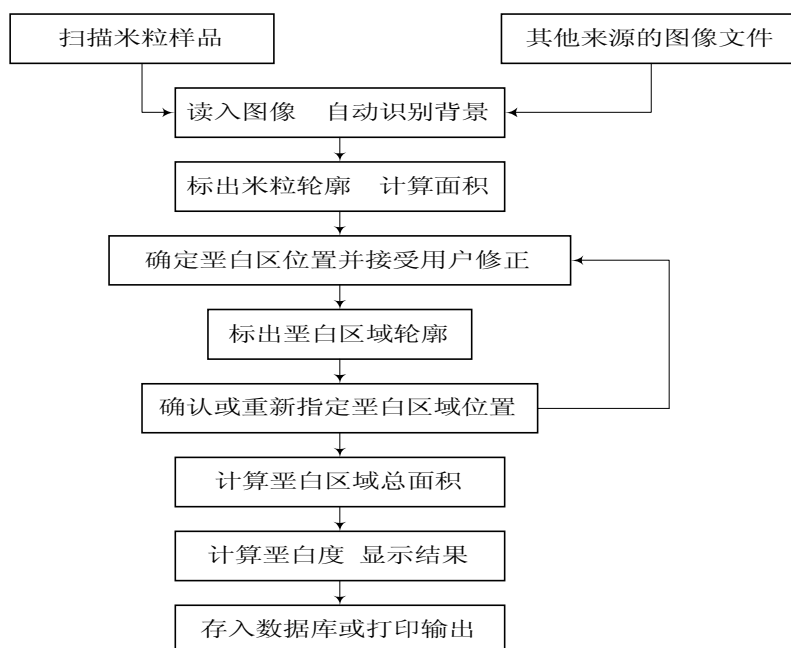 扫描米粒样品
其他来源的图像文件
读入图像 自动识别背景
标出米粒轮廓 计算面积
确定垩白区位置并接受用户修正
标出垩白区域轮廓
确认或重新指定垩白区域位置
计算垩白区域总面积
计算垩白度 显示结果
存入数据库或打印输出